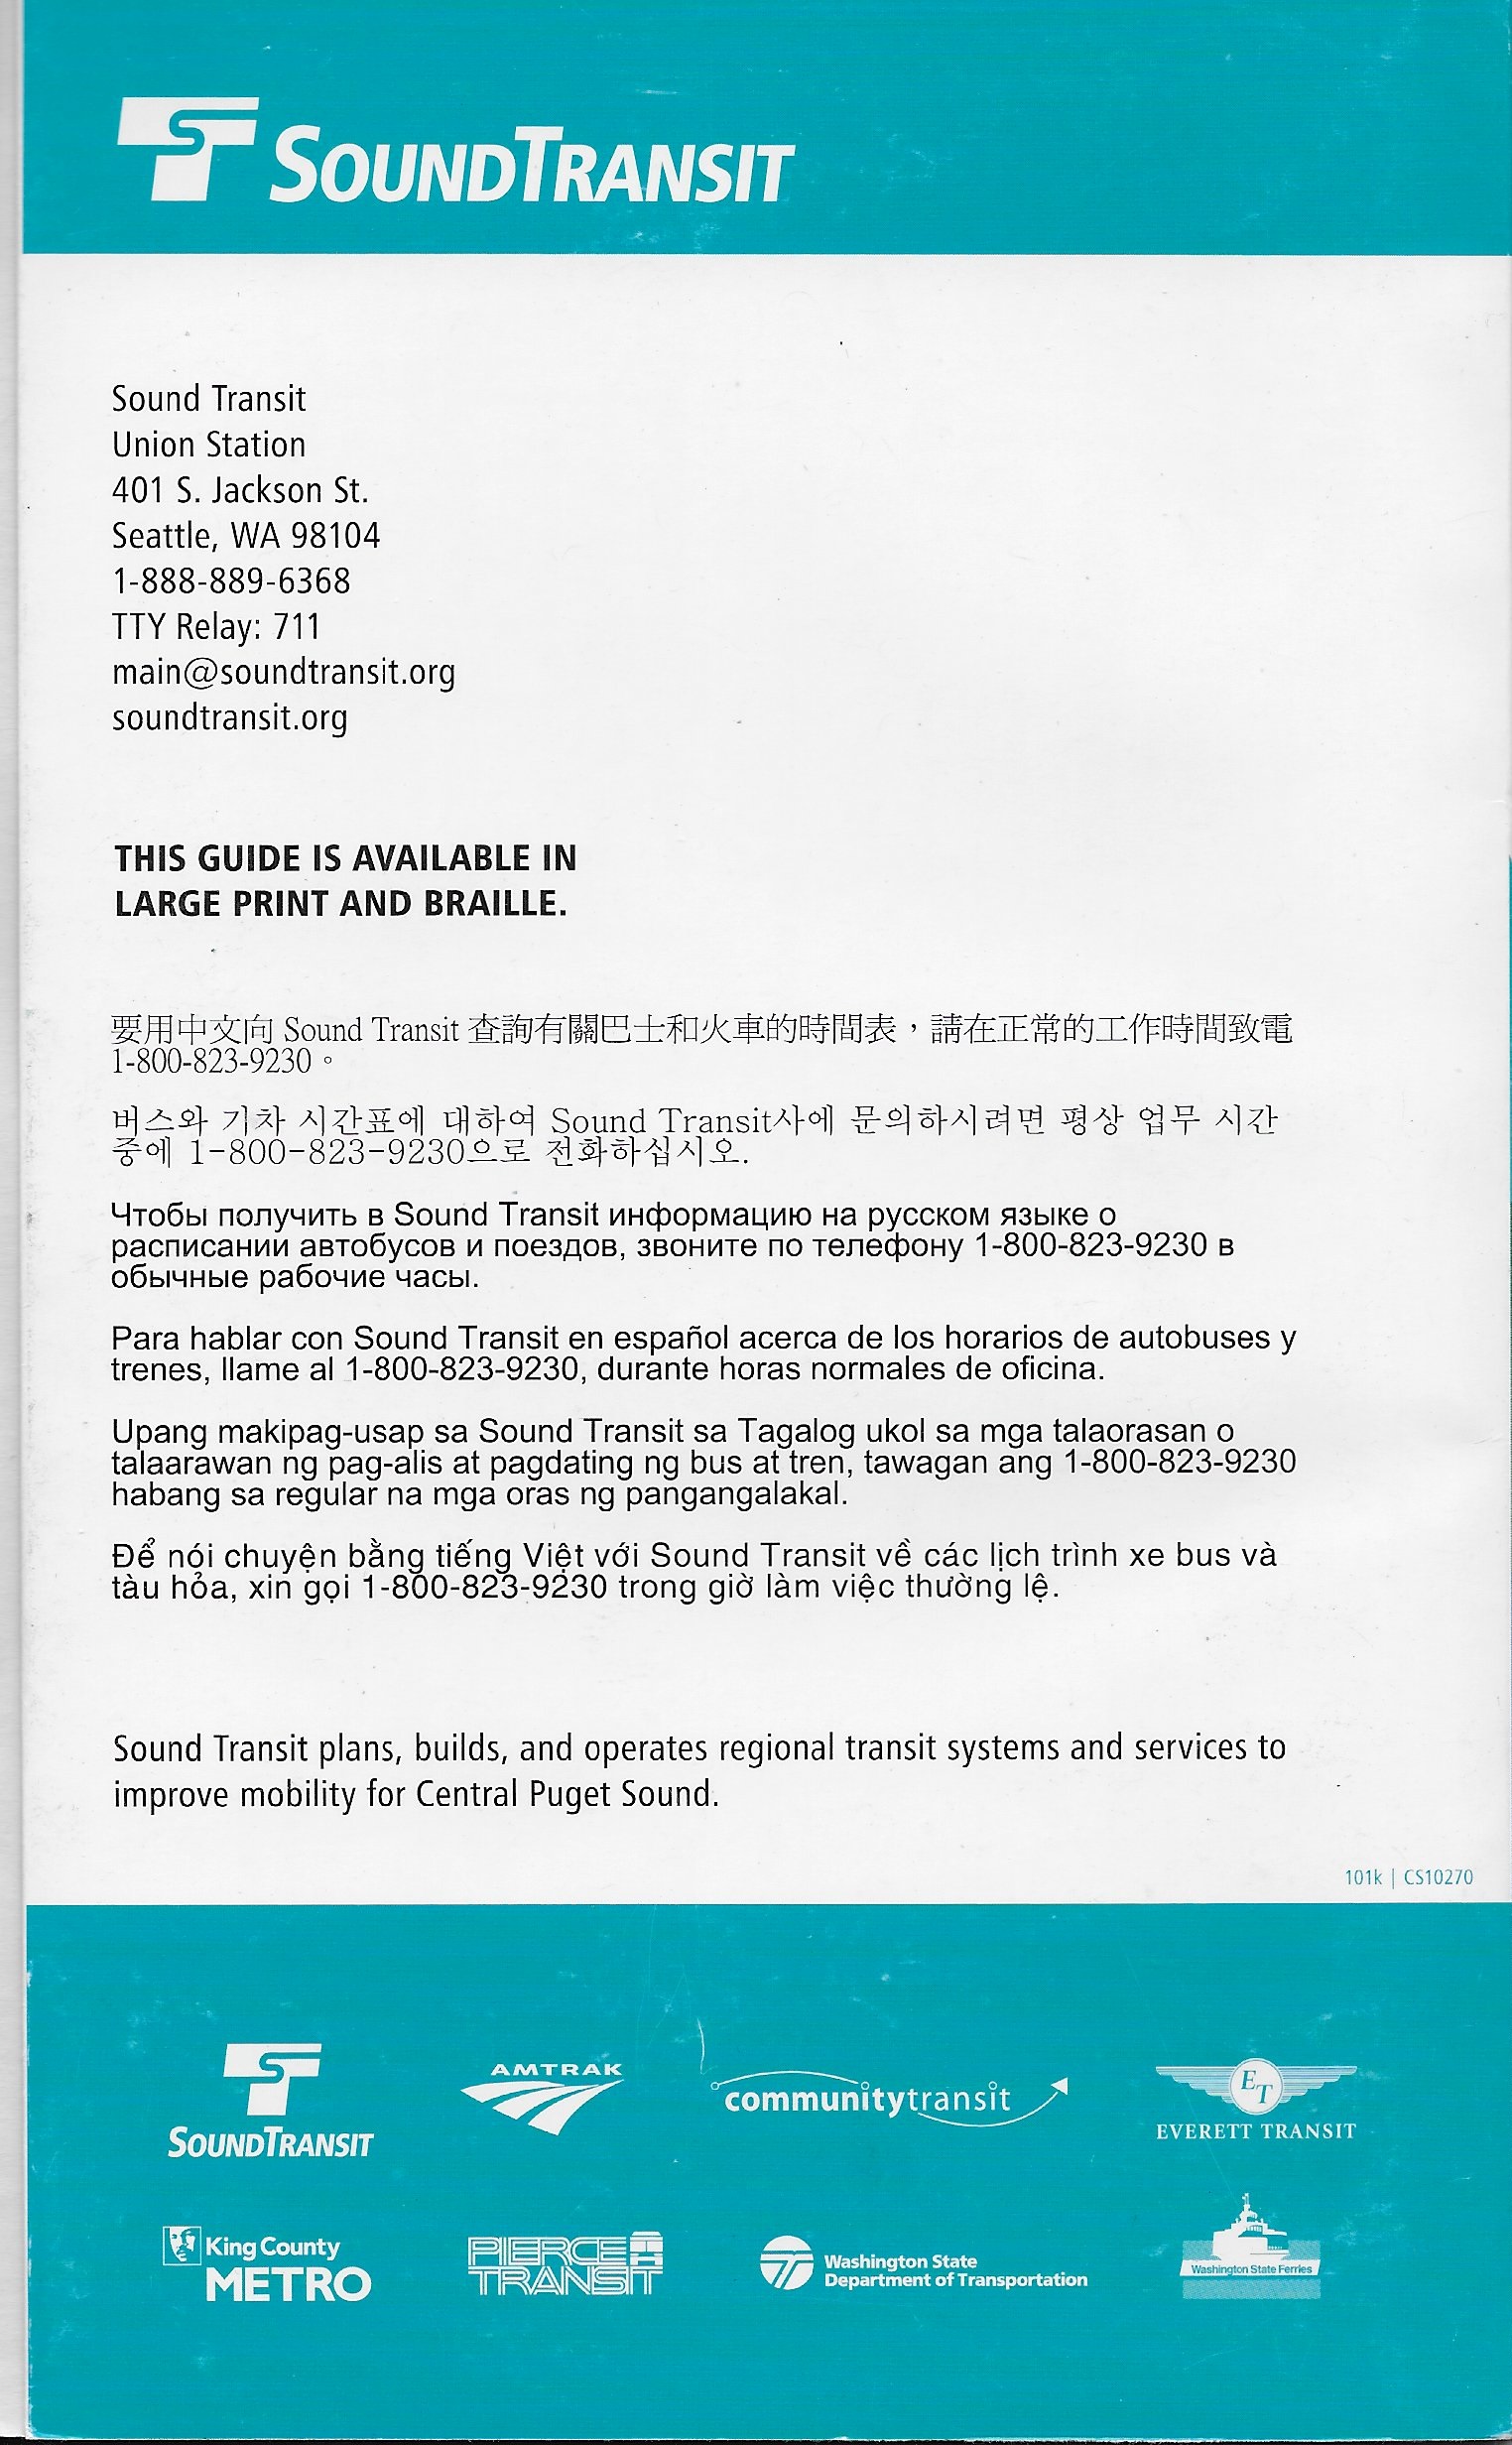 SOUNDTRANSIT
Sound Transit
Union Station
401 S. Jackson St.
Seattle, WA 98104
1-888-889-6368
TTY Relay: 711
main@soundtransit.org
soundtransit.org
THIS GUIDE IS AVAILABLE IN
LARGE PRINT AND BRAILLE.
要用中文向 Sound Transit 查詢有關巴士和火車的時間表，請在正常的工作時間致電
1-800-823-9230。
버스와 기차 시간표에 대하여 Sound Transit사에 문의하시려면 평상 업무 시간
중에 1-800-823-9230으로 전화하십시오.
Чтобы получить в Sound Transit информацию на русском языке о
расписании автобусов и поездов, звоните по телефону 1-800-823-9230 в
обычные рабочие часы.
Para hablar con Sound Transit en español acerca de los horarios de autobuses y
trenes, llame al 1-800-823-9230, durante horas normales de oficina.
Upang makipag-usap sa Sound Transit sa Tagalog ukol sa mga talaorasan o
talaarawan ng pag-alis at pagdating ng bus at tren, tawagan ang 1-800-823-9230
habang sa regular na mga oras ng pangangalakal.
Để nói chuyện bằng tiếng Việt với Sound Transit về các lịch trình xe bus và
tàu hỏa, xin gọi 1-800-823-9230 trong giờ làm việc thường lệ.
Sound Transit plans, builds, and operates regional transit systems and services to
improve mobility for Central Puget Sound.
101k | CS10270
SOUNDTRANSIT
AMTRAK
communitytransit
ET
EVERETT TRANSIT
King County
METRO
PIERCE
TRANSIT
Washington State
Department of Transportation
Washington State Ferries